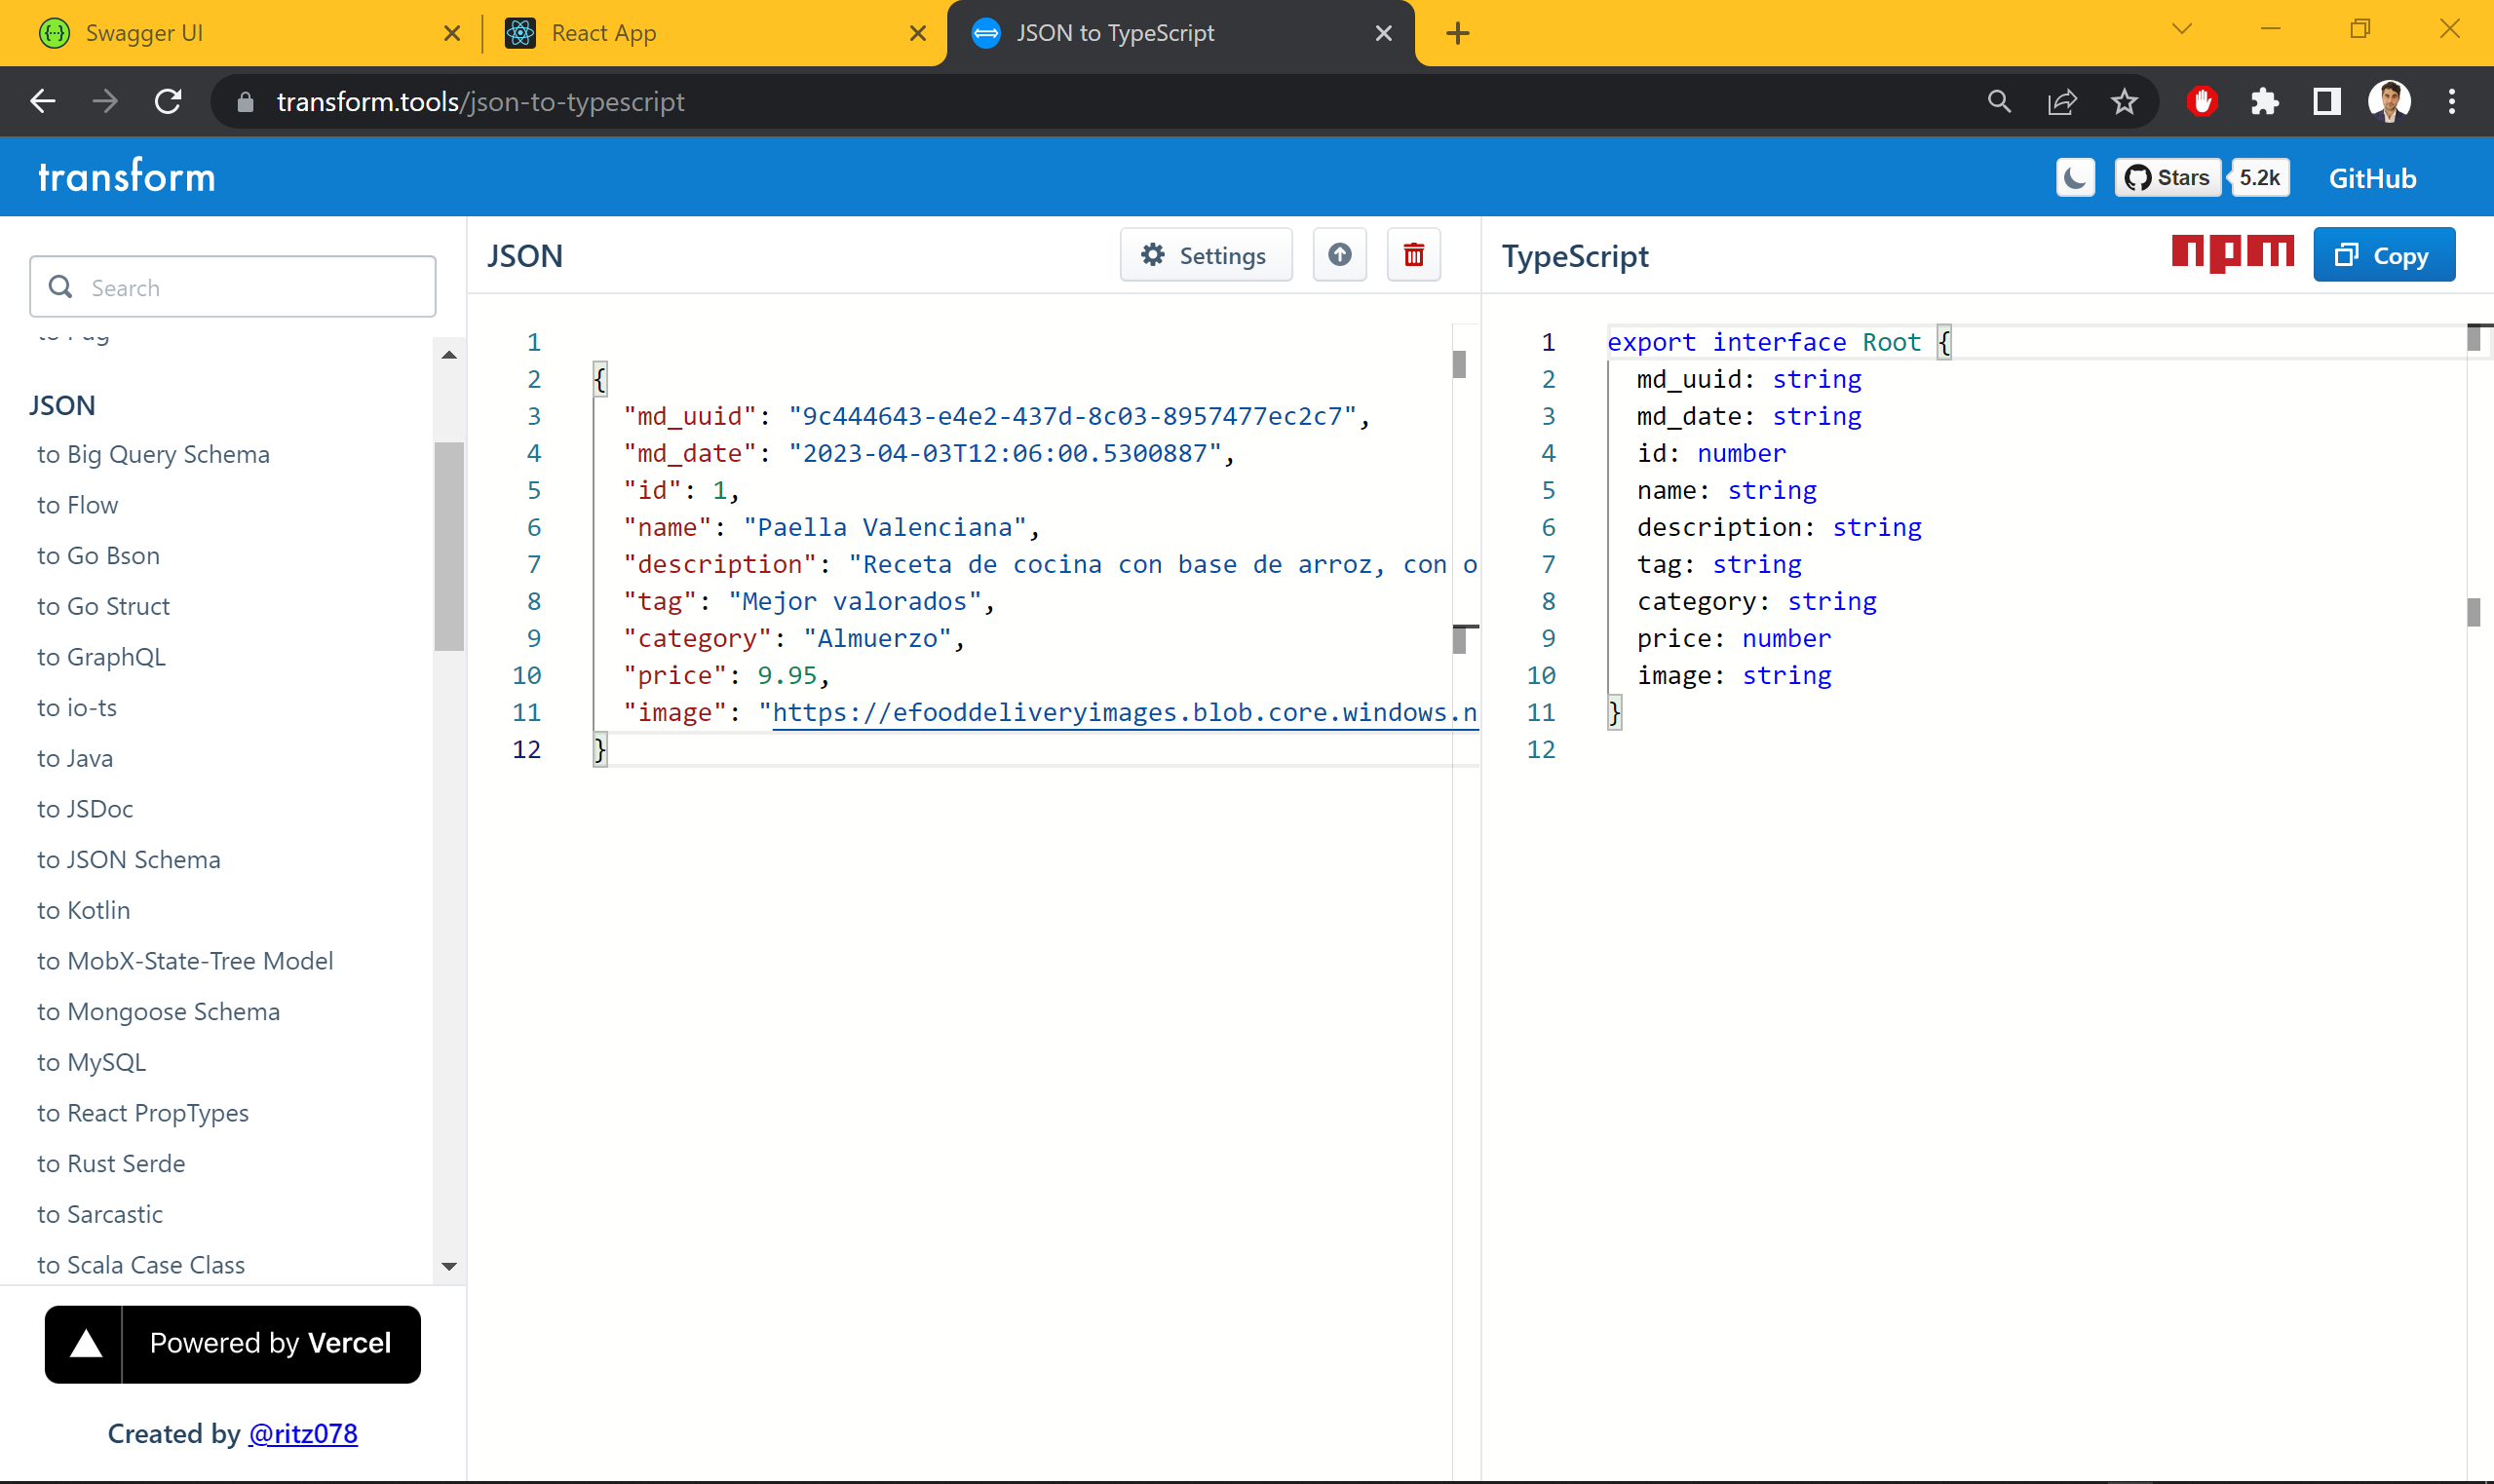 Swagger UI
React App
JSON to TypeScript
transform.tools/json-to-typescript
transform
Stars
5.2k
GitHub
Search
JSON
to Big Query Schema
to Flow
to Go Bson
to Go Struct
to GraphQL
to io-ts
to Java
to JSDoc
to JSON Schema
to Kotlin
to MobX-State-Tree Model
to Mongoose Schema
to MySQL
to React PropTypes
to Rust Serde
to Sarcastic
to Scala Case Class
Powered by Vercel
Created by @ritz078
JSON
Settings
1
2 {
3 "md_uuid": "9c444643-e4e2-437d-8c03-8957477ec2c7",
4 "md_date": "2023-04-03T12:06:00.5300887",
5 "id": 1,
6 "name": "Paella Valenciana",
7 "description": "Receta de cocina con base de arroz, con o
8 "tag": "Mejor valorados",
9 "category": "Almuerzo",
10 "price": 9.95,
11 "image": "https://efooddeliveryimages.blob.core.windows.n
12 }
TypeScript
npm
Copy
1 export interface Root {
2 md_uuid: string
3 md_date: string
4 id: number
5 name: string
6 description: string
7 tag: string
8 category: string
9 price: number
10 image: string
11 }
12